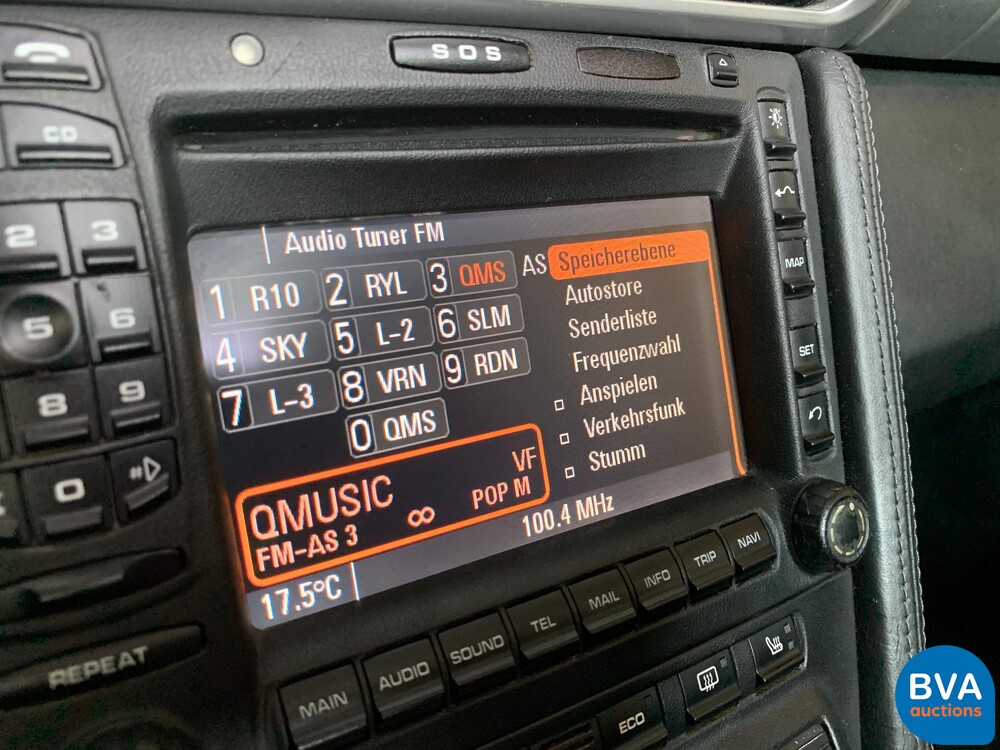 SOS
CD
2
3
5
6
8
9
0
#
REPEAT
MAP
SET
Audio Tuner FM
1 R10 2 RYL 3 QMS AS
4 SKY 5 L-2 6 SLM
7 L-3 8 VRN 9 RDN
0 QMS
Speicherebene
Autostore
Senderliste
Frequenzwahl
Anspielen
Verkehrsfunk
Stumm
QMUSIC VF
FM-AS 3 ∞ POP M
17.5°C
100.4 MHz
MAIN AUDIO SOUND TEL MAIL INFO TRIP NAVI
ECO
BVA
auctions